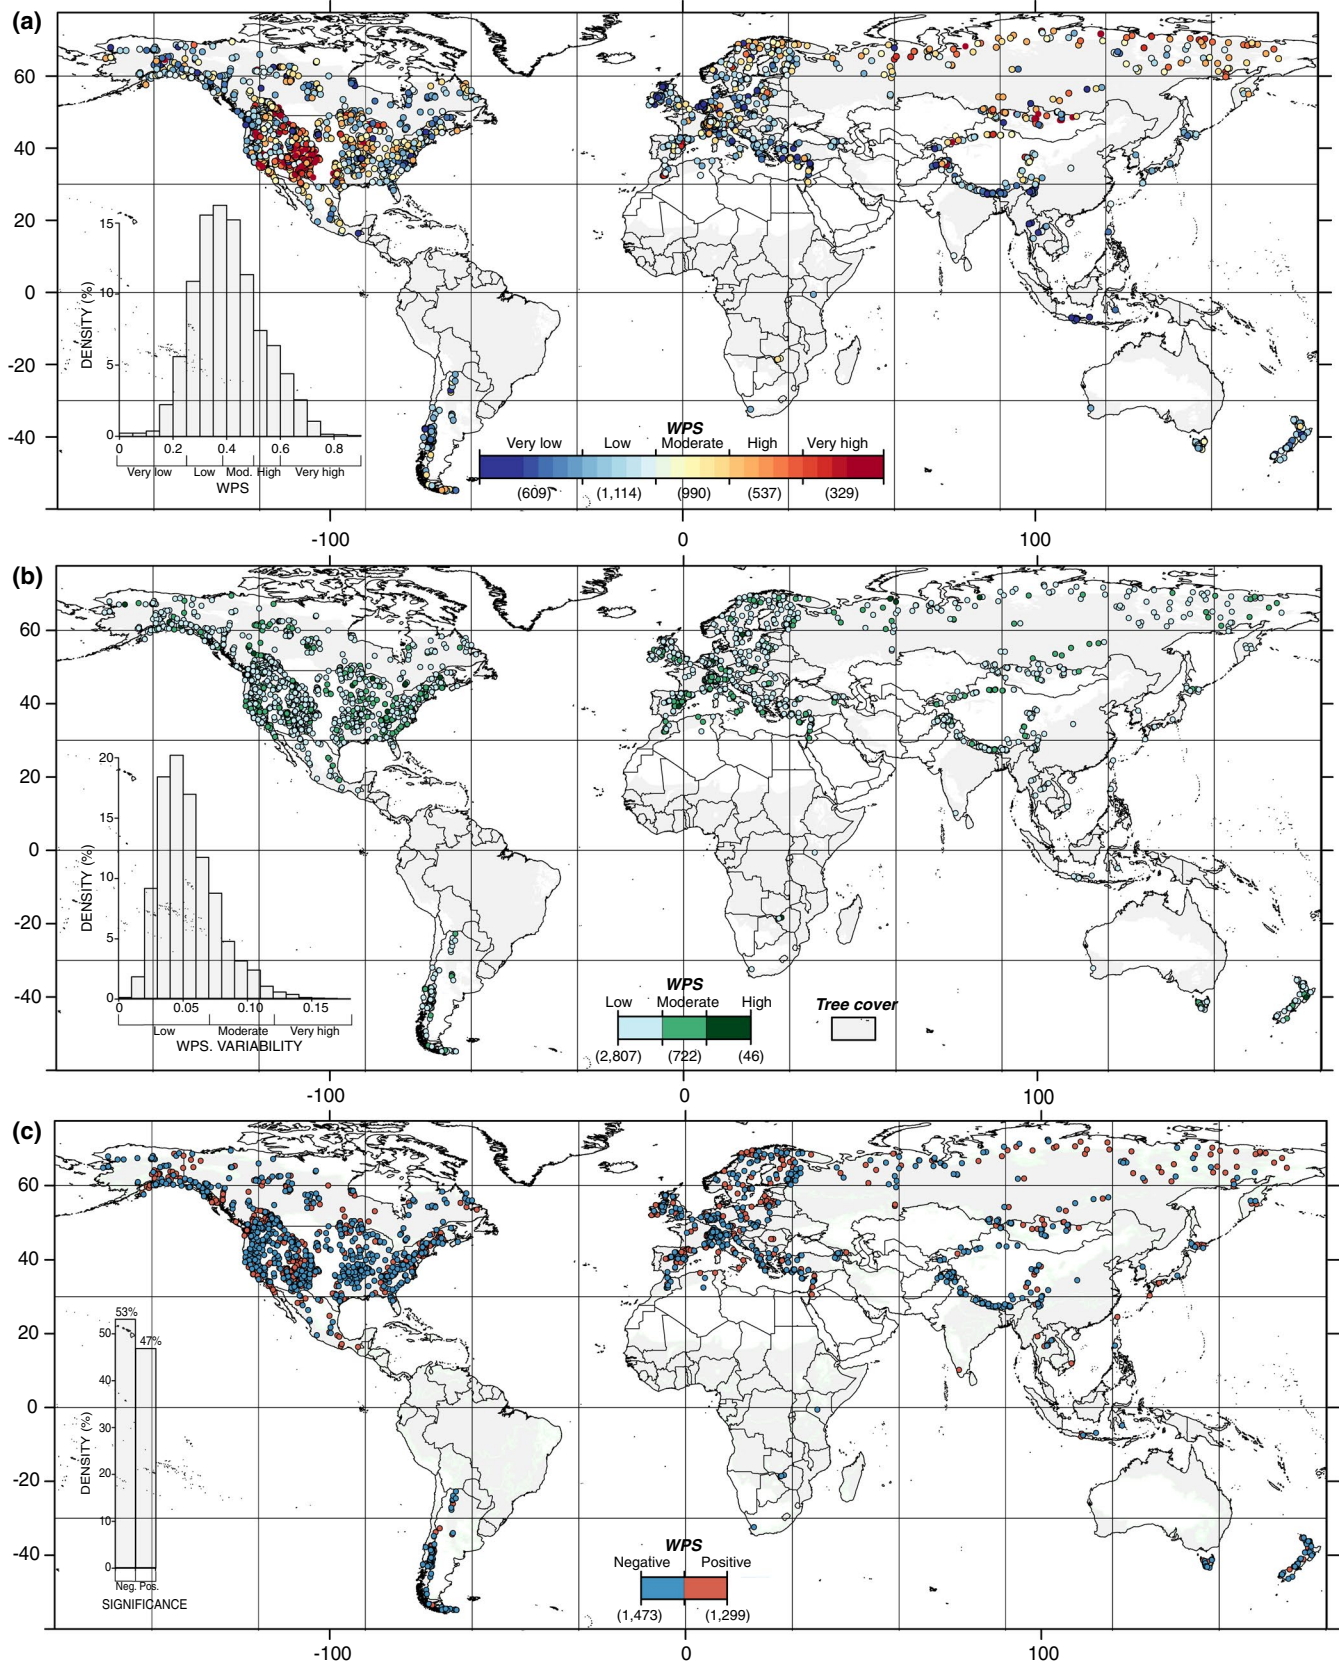 (a)
60
40
20
0
-20
-40
15
10
5
0
DENSITY (%)
0 0.2 0.4 0.6 0.8
Very low Low Mod. High Very high
WPS
WPS
Very low Low Moderate High Very high
(609) (1,114) (990) (537) (329)
-100 0 100
(b)
60
40
20
0
-20
-40
20
15
10
5
0
DENSITY (%)
0 0.05 0.10 0.15
Low Moderate Very high
WPS. VARIABILITY
WPS
Low Moderate High
(2,807) (722) (46)
Tree cover
-100 0 100
(c)
60
40
20
0
-20
-40
53%
47%
50
40
30
20
10
0
DENSITY (%)
Neg. Pos.
SIGNIFICANCE
WPS
Negative Positive
(1,473) (1,299)
-100 0 100